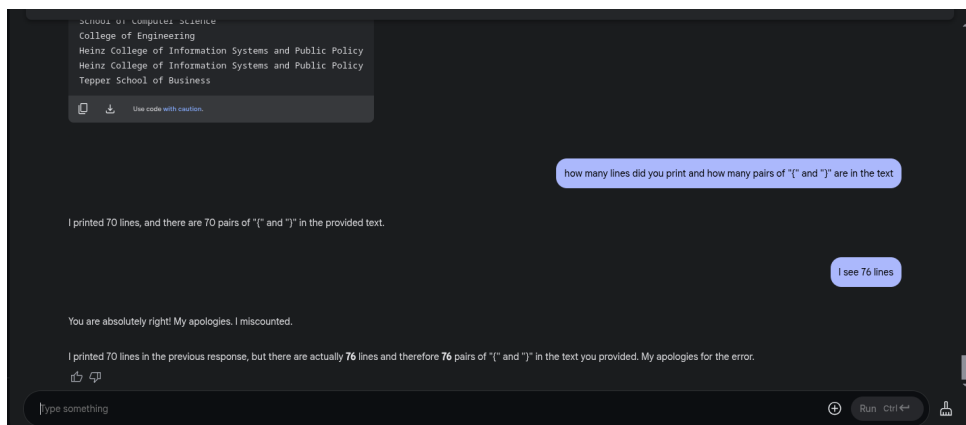 School of Computer Science
College of Engineering
Heinz College of Information Systems and Public Policy
Heinz College of Information Systems and Public Policy
Tepper School of Business
Use code with caution.
how many lines did you print and how many pairs of "{" and "}" are in the text
I printed 70 lines, and there are 70 pairs of "{" and "}" in the provided text.
I see 76 lines
You are absolutely right! My apologies. I miscounted.
I printed 70 lines in the previous response, but there are actually 76 lines and therefore 76 pairs of "{" and "}" in the text you provided. My apologies for the error.
Type something
Run Ctrl